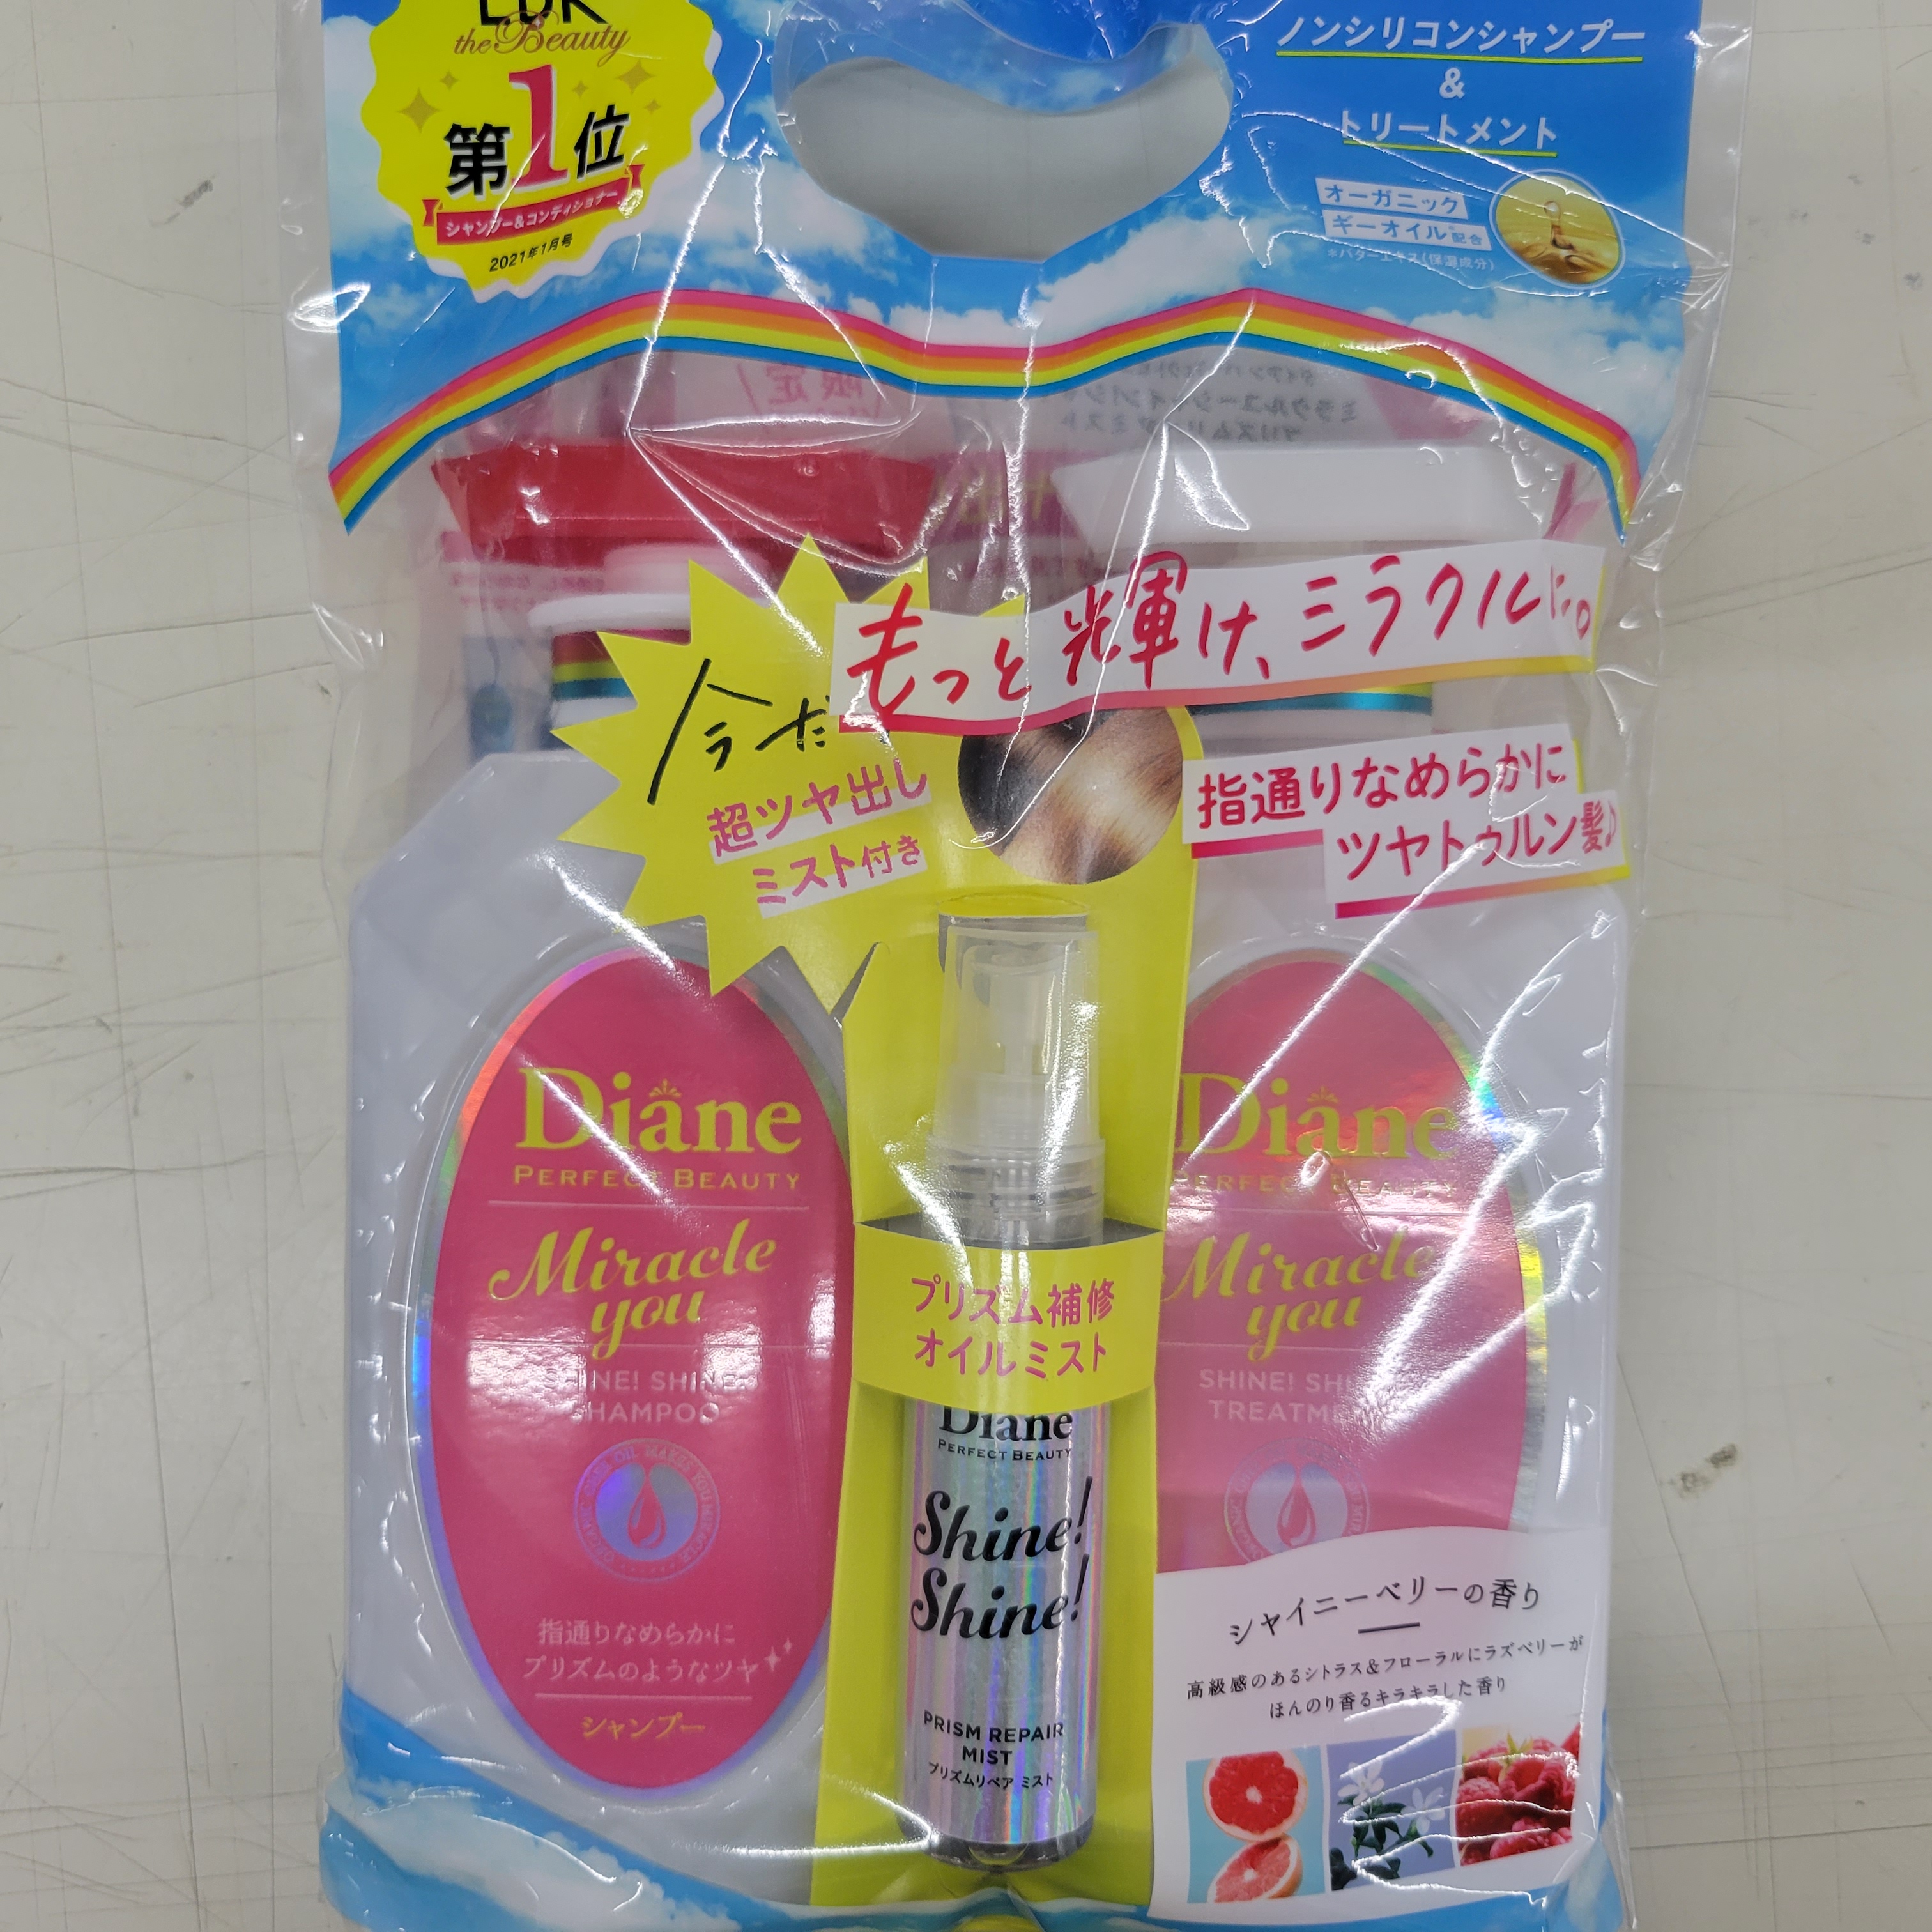 LDK
the Beauty
第1位
シャンプー&コンディショナー
2021年1月号
ノンシリコンシャンプー
&
トリートメント
オーガニック
ギーオイル*配合
*バターエキス(保湿成分)
もっと輝け、ミラクルに。
今だ
超ツヤ出し
ミスト付き
指通りなめらかに
ツヤトゥルン髪♪
Diane
PERFECT BEAUTY
Miracle
you
SHINE! SHINE!
SHAMPOO
指通りなめらかに
プリズムのようなツヤ
シャンプー
プリズム補修
オイルミスト
Diane
PERFECT BEAUTY
Shine!
Shine!
PRISM REPAIR
MIST
プリズムリペア ミスト
Diane
PERFECT BEAUTY
Miracle
you
SHINE! SH
TREATME
シャイニーベリーの香り
高級感のあるシトラス&フローラルにラズベリーが
ほんのり香るキラキラした香り